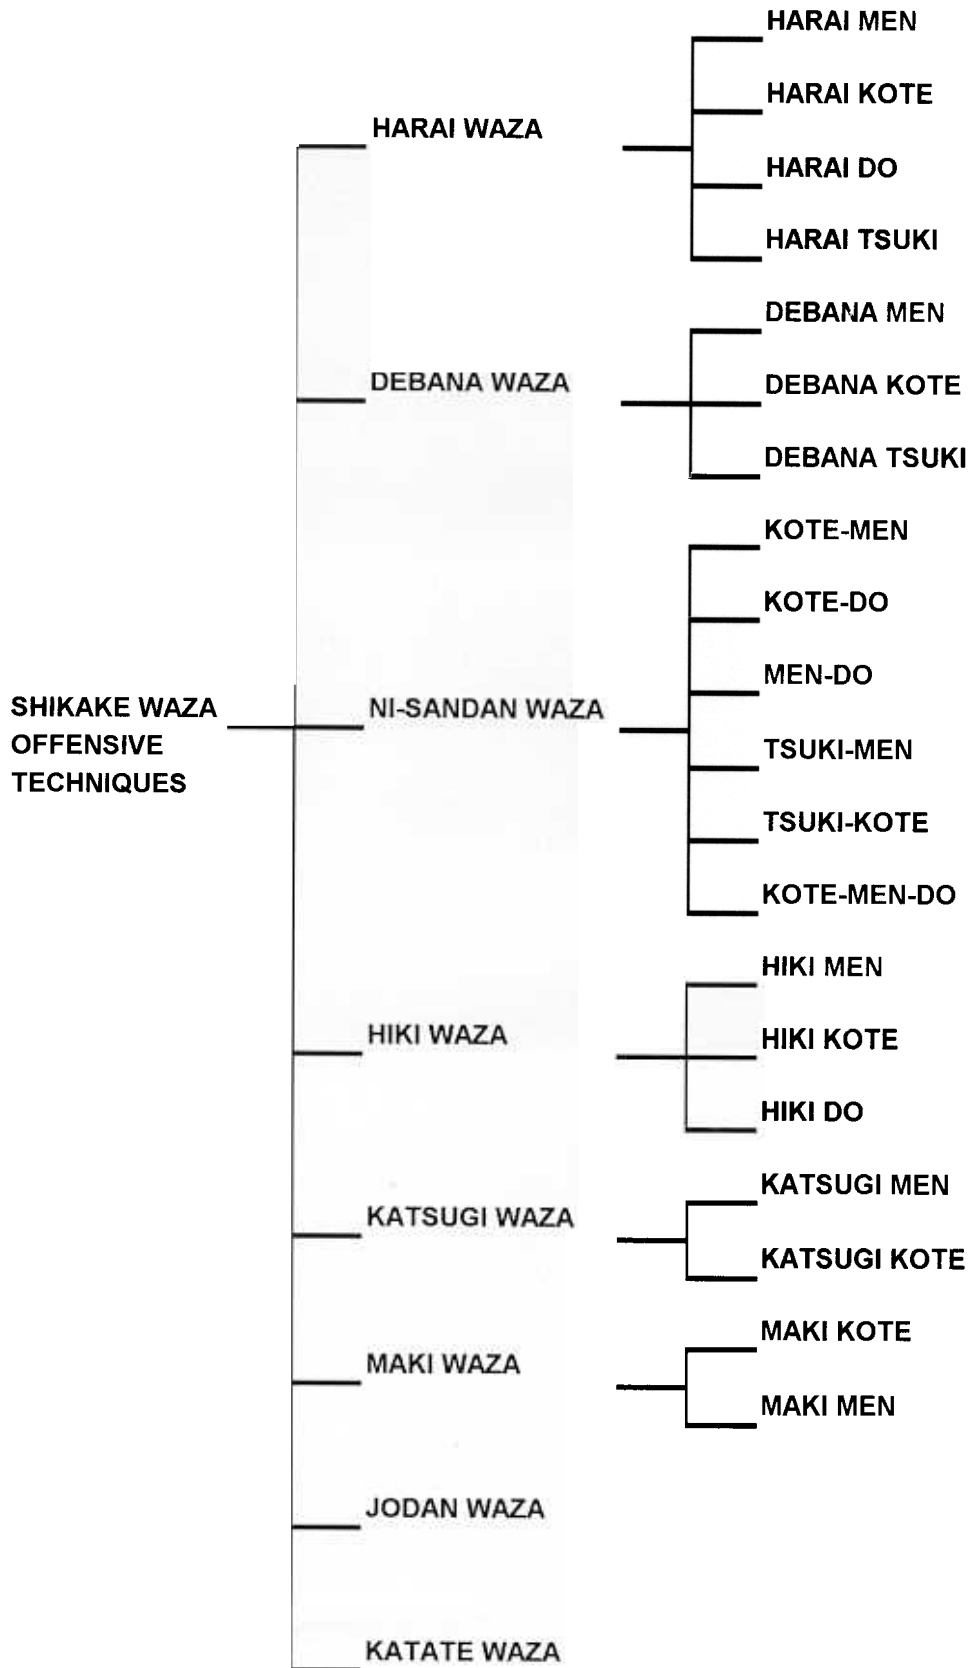 HARAI MEN
HARAI WAZA
HARAI KOTE
HARAI DO
HARAI TSUKI
DEBANA MEN
DEBANA WAZA
DEBANA KOTE
DEBANA TSUKI
KOTE-MEN
KOTE-DO
MEN-DO
SHIKAKE WAZA
OFFENSIVE
TECHNIQUES
NI-SANDAN WAZA
TSUKI-MEN
TSUKI-KOTE
KOTE-MEN-DO
HIKI MEN
HIKI WAZA
HIKI KOTE
HIKI DO
KATSUGI MEN
KATSUGI WAZA
KATSUGI KOTE
MAKI KOTE
MAKI WAZA
MAKI MEN
JODAN WAZA
KATATE WAZA